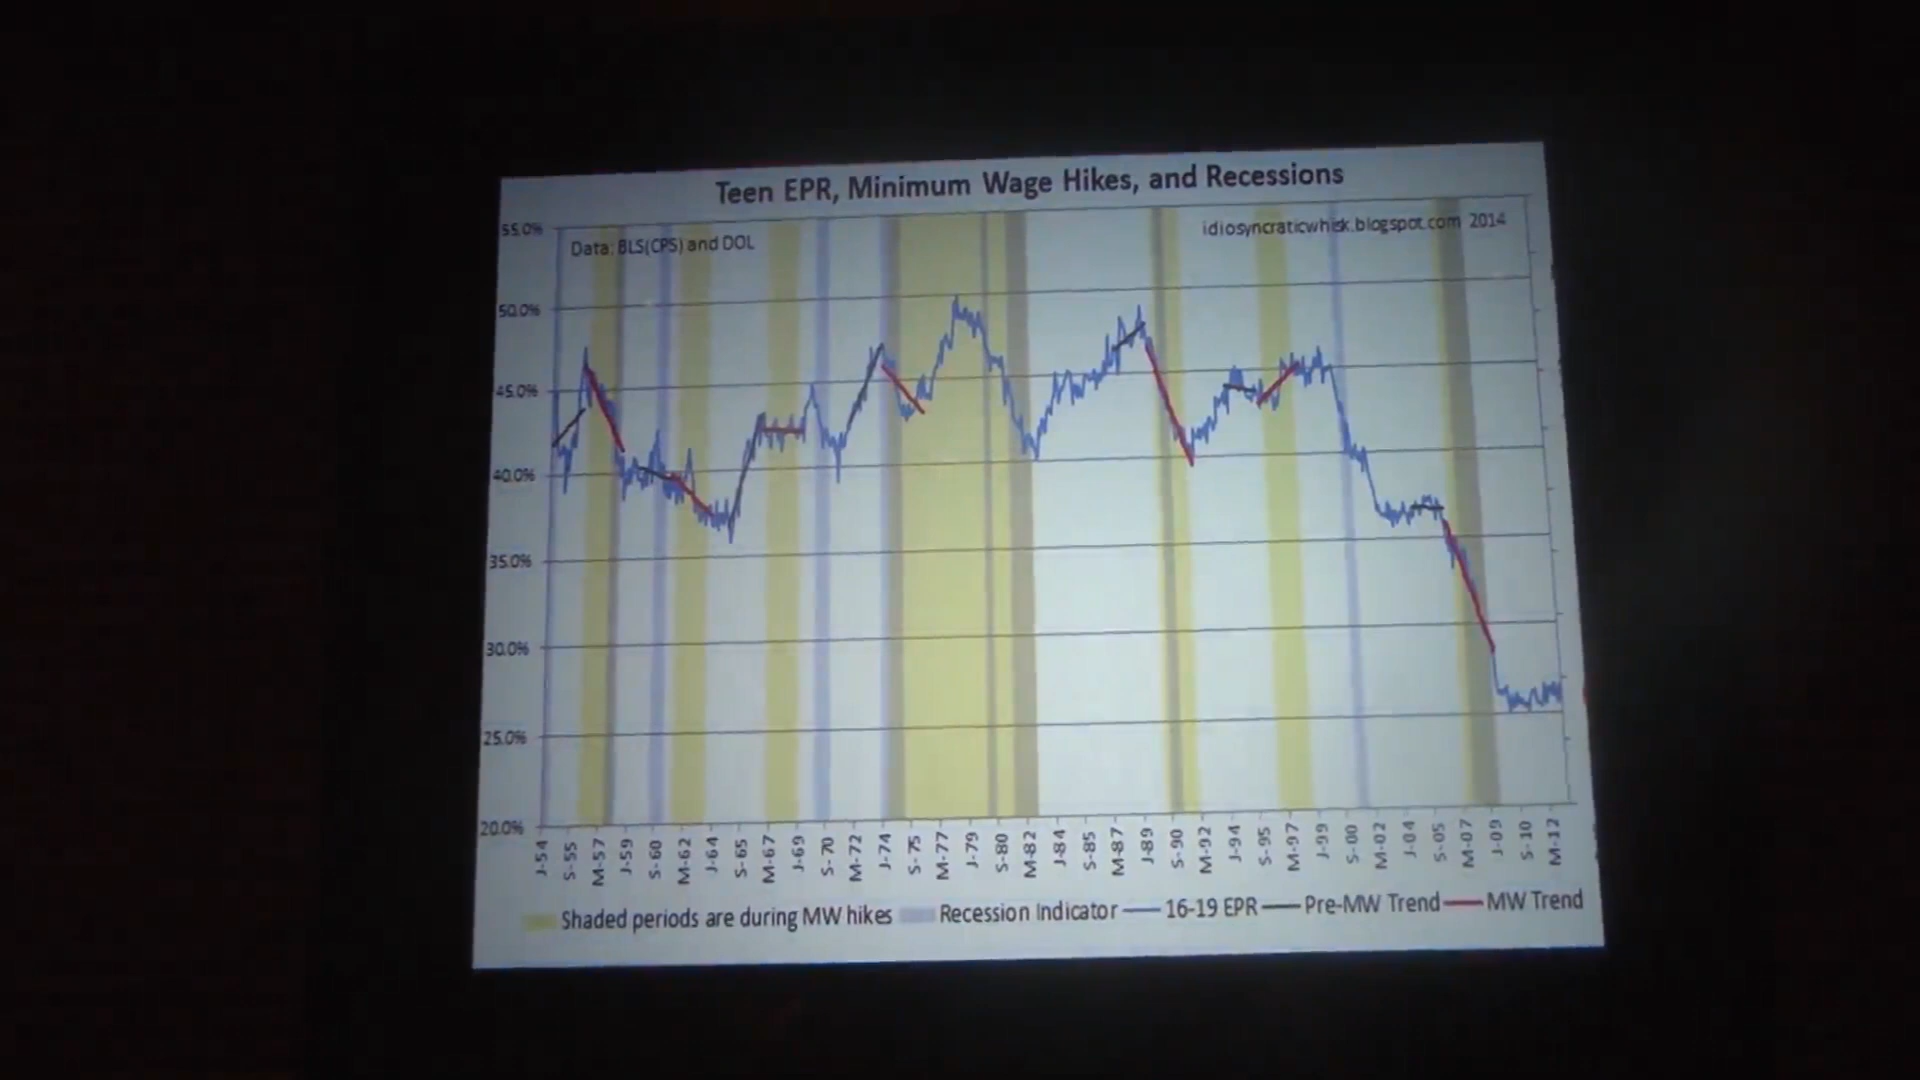 Teen EPR, Minimum Wage Hikes, and Recessions
idiosyncraticwhisk.blogspot.com 2014
Data: BLS(CPS) and DOL
55.0%
50.0%
45.0%
40.0%
35.0%
30.0%
25.0%
20.0%
J-54 S-55 M-57 J-59 S-60 M-62 J-64 S-65 M-67 J-69 S-70 M-72 J-74 S-75 M-77 J-79 S-80 M-82 J-84 S-85 M-87 J-89 S-90 M-92 J-94 S-95 M-97 J-99 S-00 M-02 J-04 S-05 M-07 J-09 S-10 M-12
Shaded periods are during MW hikes Recession Indicator 16-19 EPR Pre-MW Trend MW Trend